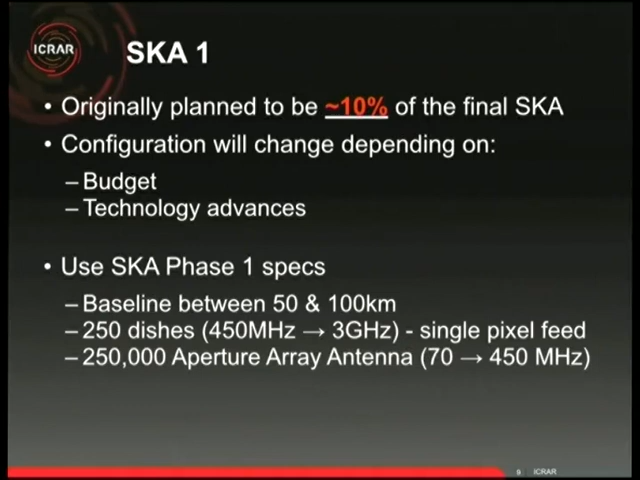 ICRAR
SKA 1
• Originally planned to be ~10% of the final SKA
• Configuration will change depending on:
– Budget
– Technology advances
• Use SKA Phase 1 specs
– Baseline between 50 & 100km
– 250 dishes (450MHz → 3GHz) - single pixel feed
– 250,000 Aperture Array Antenna (70 → 450 MHz)
9 ICRAR